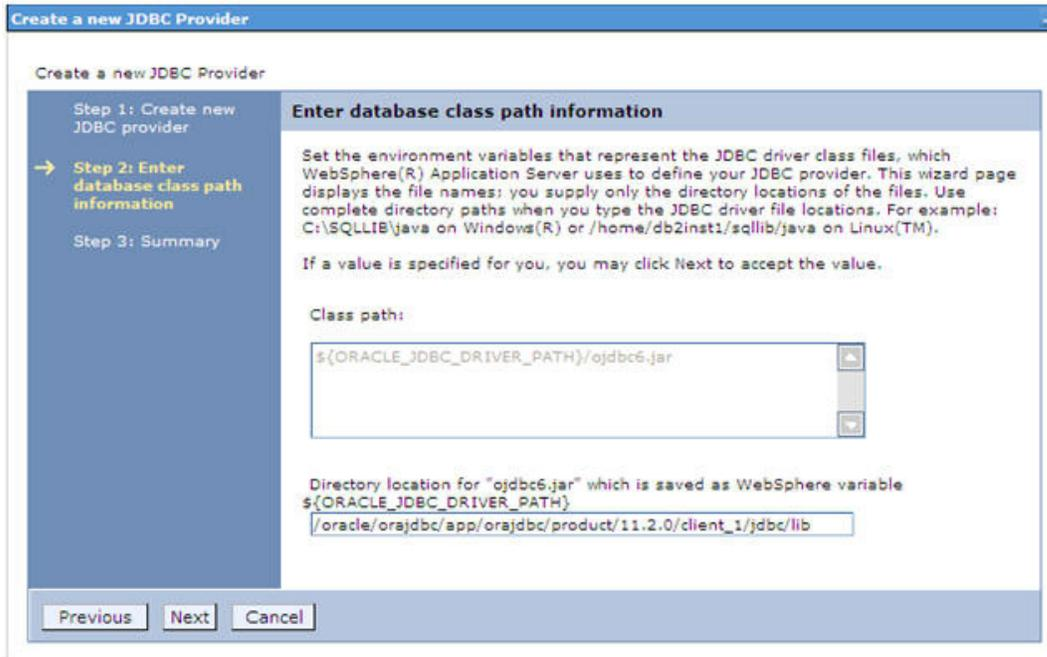 Create a new JDBC Provider
Create a new JDBC Provider
Step 1: Create new
JDBC provider
Step 2: Enter
database class path
information
Step 3: Summary
Enter database class path information
Set the environment variables that represent the JDBC driver class files, which
WebSphere(R) Application Server uses to define your JDBC provider. This wizard page
displays the file names; you supply only the directory locations of the files. Use
complete directory paths when you type the JDBC driver file locations. For example:
C:\SQLLIB\java on Windows(R) or /home/db2inst1/sqllib/java on Linux(TM).
If a value is specified for you, you may click Next to accept the value.
Class path:
${ORACLE_JDBC_DRIVER_PATH}/ojdbc6.jar
Directory location for "ojdbc6.jar" which is saved as WebSphere variable
${ORACLE_JDBC_DRIVER_PATH}
/oracle/orajdbc/app/orajdbc/product/11.2.0/client_1/jdbc/lib
Previous Next Cancel